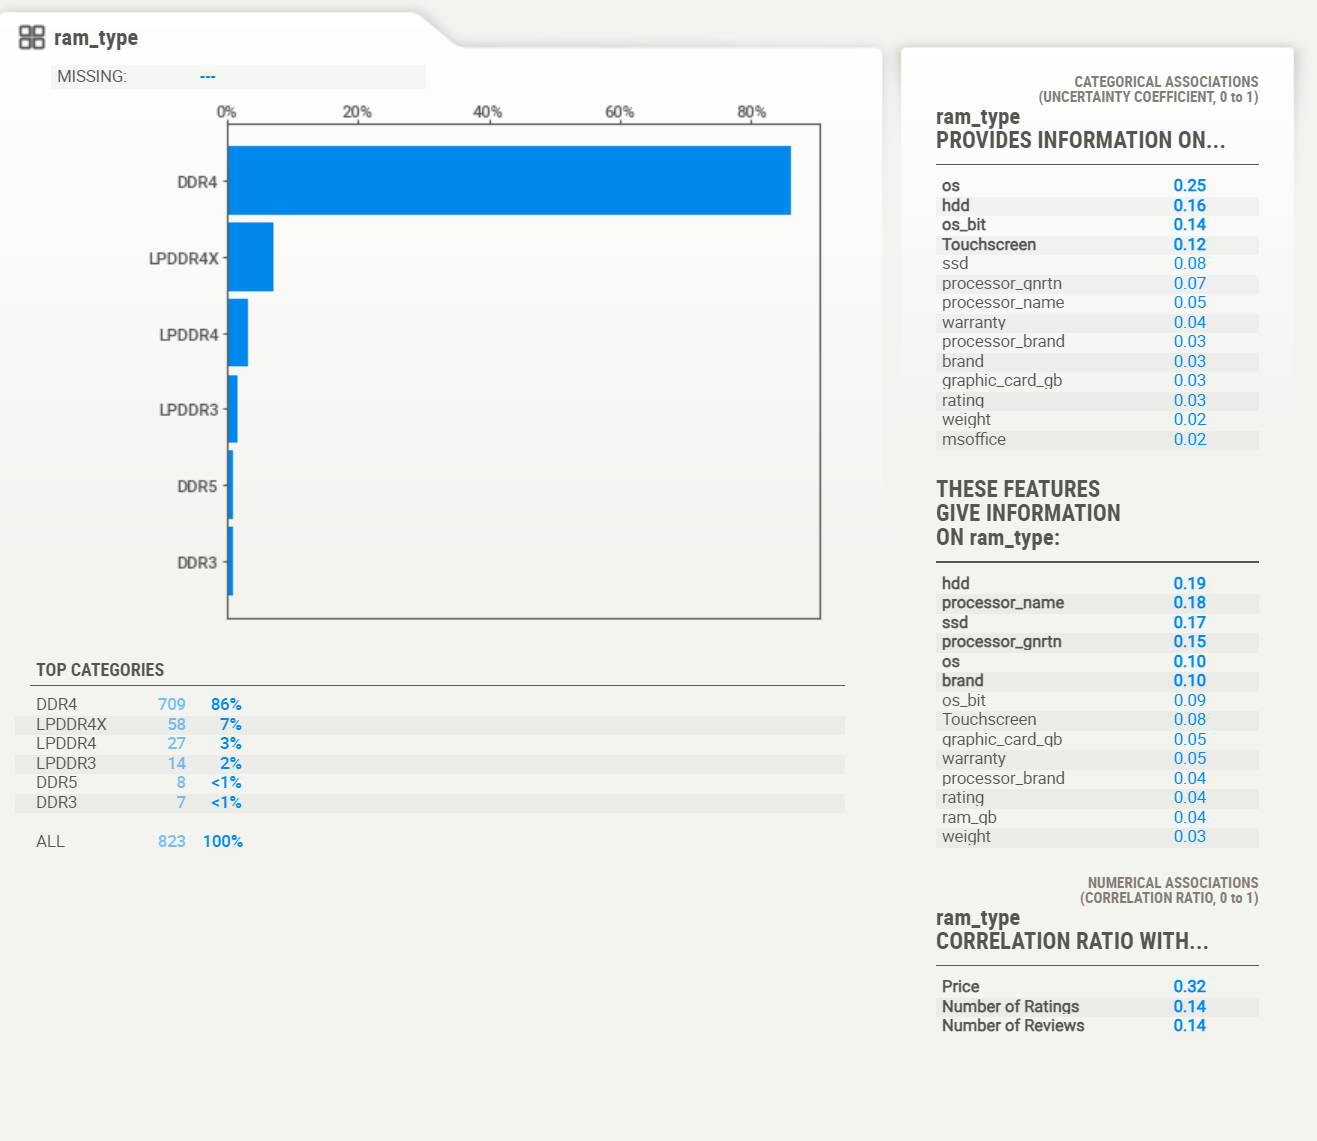 ram_type
MISSING: ---
0% 20% 40% 60% 80%
DDR4
LPDDR4X
LPDDR4
LPDDR3
DDR5
DDR3
TOP CATEGORIES
DDR4 709 86%
LPDDR4X 58 7%
LPDDR4 27 3%
LPDDR3 14 2%
DDR5 8 <1%
DDR3 7 <1%
ALL 823 100%
CATEGORICAL ASSOCIATIONS
(UNCERTAINTY COEFFICIENT, 0 to 1)
ram_type
PROVIDES INFORMATION ON...
os 0.25
hdd 0.16
os_bit 0.14
Touchscreen 0.12
ssd 0.08
processor_gnrtn 0.07
processor_name 0.05
warranty 0.04
processor_brand 0.03
brand 0.03
graphic_card_gb 0.03
rating 0.03
weight 0.02
msoffice 0.02
THESE FEATURES
GIVE INFORMATION
ON ram_type:
hdd 0.19
processor_name 0.18
ssd 0.17
processor_gnrtn 0.15
os 0.10
brand 0.10
os_bit 0.09
Touchscreen 0.08
graphic_card_gb 0.05
warranty 0.05
processor_brand 0.04
rating 0.04
ram_gb 0.04
weight 0.03
NUMERICAL ASSOCIATIONS
(CORRELATION RATIO, 0 to 1)
ram_type
CORRELATION RATIO WITH...
Price 0.32
Number of Ratings 0.14
Number of Reviews 0.14